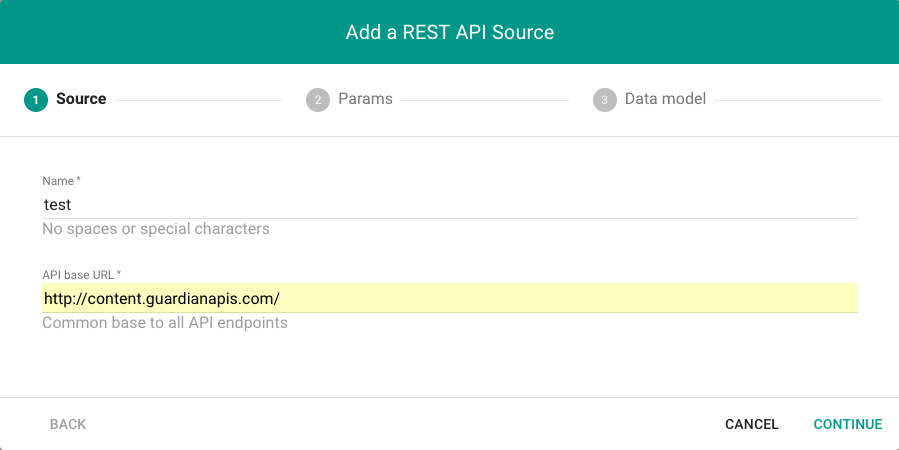 Add a REST API Source
1 Source 2 Params 3 Data model
Name *
test
No spaces or special characters
API base URL *
http://content.guardianapis.com/
Common base to all API endpoints
BACK CANCEL CONTINUE